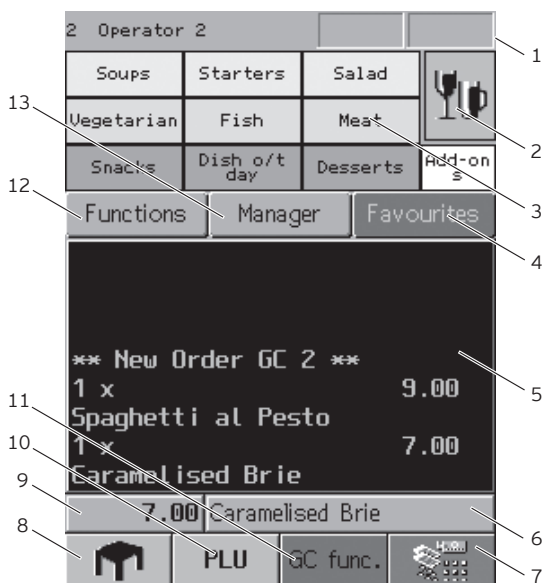 2 Operator 2
1
Soups Starters Salad
13
Vegetarian Fish Meat
2
Snacks Dish o/t day Desserts Add-ons
3
12
Functions Manager Favourites
4
** New Order GC 2 **
1 x 9.00
5
11
Spaghetti al Pesto
10
1 x 7.00
Caramelised Brie
9
7.00 Caramelised Brie
6
8
PLU GC func.
7